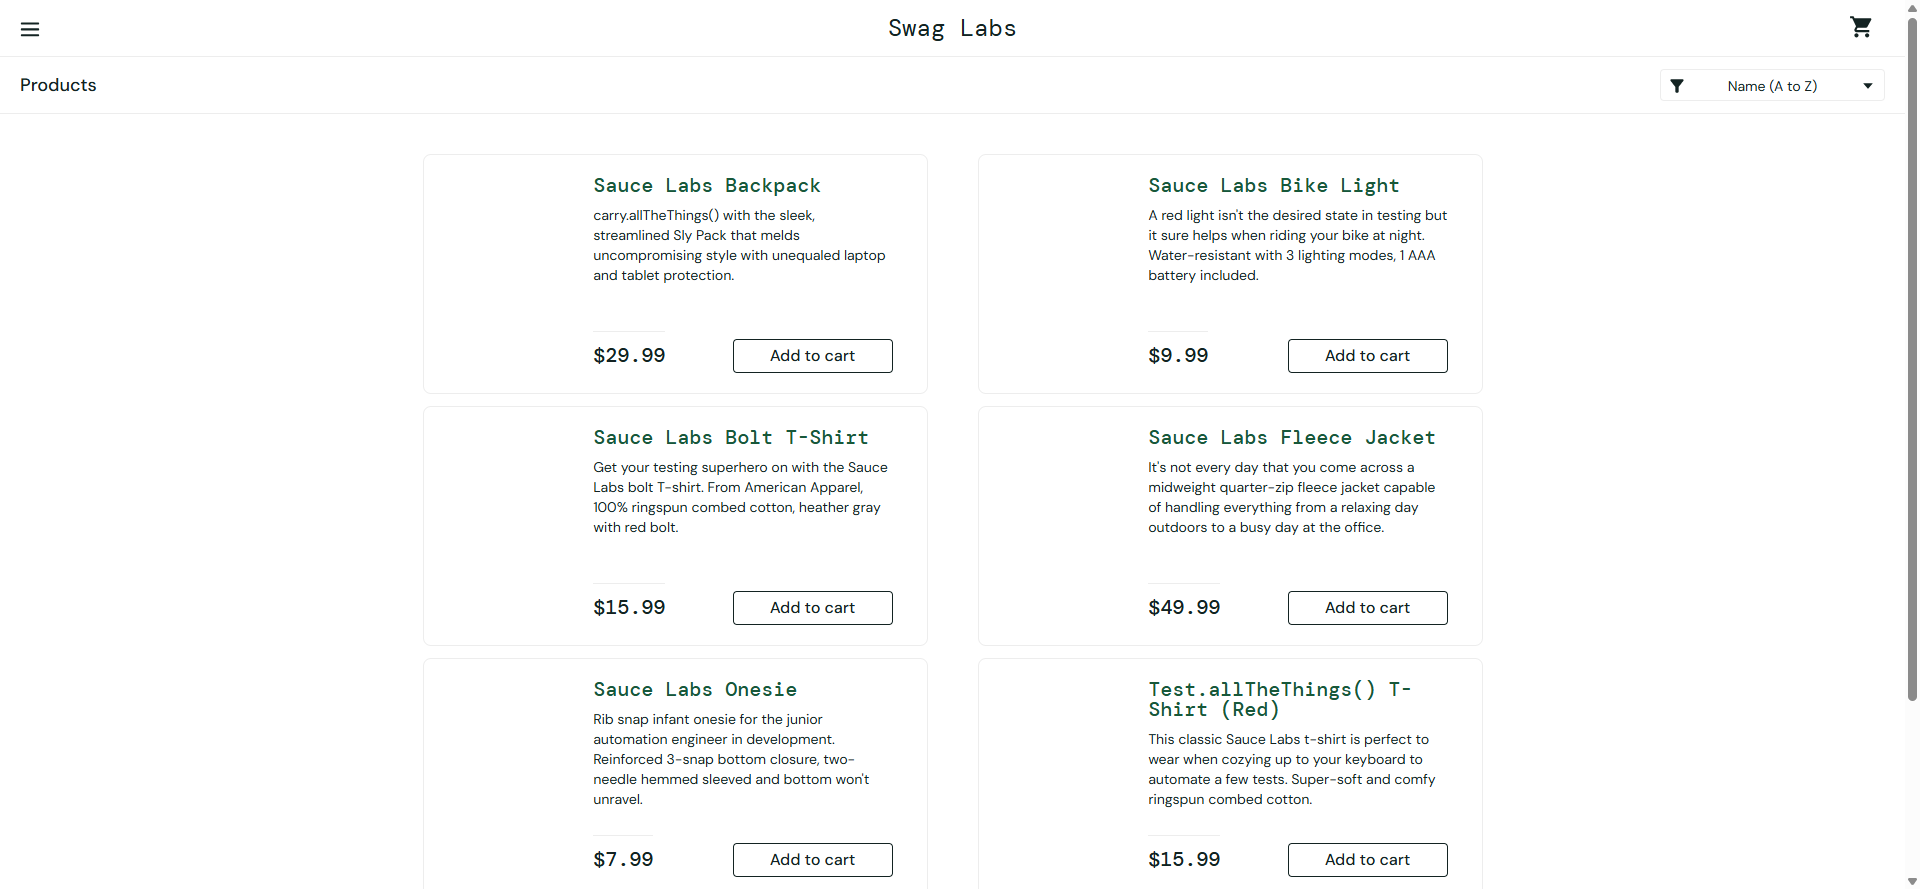 Swag Labs
Products
Name (A to Z)
Sauce Labs Backpack
carry.allTheThings() with the sleek,
streamlined Sly Pack that melds
uncompromising style with unequaled laptop
and tablet protection.
$29.99
Add to cart
Sauce Labs Bike Light
A red light isn't the desired state in testing but
it sure helps when riding your bike at night.
Water-resistant with 3 lighting modes, 1 AAA
battery included.
$9.99
Add to cart
Sauce Labs Bolt T-Shirt
Get your testing superhero on with the Sauce
Labs bolt T-shirt. From American Apparel,
100% ringspun combed cotton, heather gray
with red bolt.
$15.99
Add to cart
Sauce Labs Fleece Jacket
It's not every day that you come across a
midweight quarter-zip fleece jacket capable
of handling everything from a relaxing day
outdoors to a busy day at the office.
$49.99
Add to cart
Sauce Labs Onesie
Rib snap infant onesie for the junior
automation engineer in development.
Reinforced 3-snap bottom closure, two-
needle hemmed sleeved and bottom won't
unravel.
$7.99
Add to cart
Test.allTheThings() T-
Shirt (Red)
This classic Sauce Labs t-shirt is perfect to
wear when cozying up to your keyboard to
automate a few tests. Super-soft and comfy
ringspun combed cotton.
$15.99
Add to cart